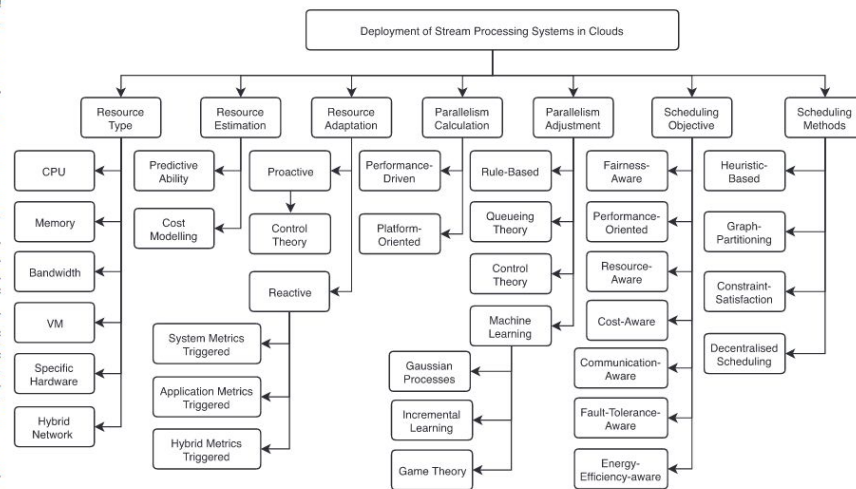 Deployment of Stream Processing Systems in Clouds
Resource
Type
Resource
Estimation
Resource
Adaptation
Parallelism
Calculation
Parallelism
Adjustment
Scheduling
Objective
Scheduling
Methods
CPU
Memory
Bandwidth
VM
Specific
Hardware
Hybrid
Network
Predictive
Ability
Cost
Modelling
Proactive
Control
Theory
Reactive
System Metrics
Triggered
Application Metrics
Triggered
Hybrid Metrics
Triggered
Performance-
Driven
Platform-
Oriented
Rule-Based
Queueing
Theory
Control
Theory
Machine
Learning
Gaussian
Processes
Incremental
Learning
Game Theory
Fairness-
Aware
Performance-
Oriented
Resource-
Aware
Cost-Aware
Communication-
Aware
Fault-Tolerance-
Aware
Energy-
Efficiency-aware
Heuristic-
Based
Graph-
Partitioning
Constraint-
Satisfaction
Decentralised
Scheduling